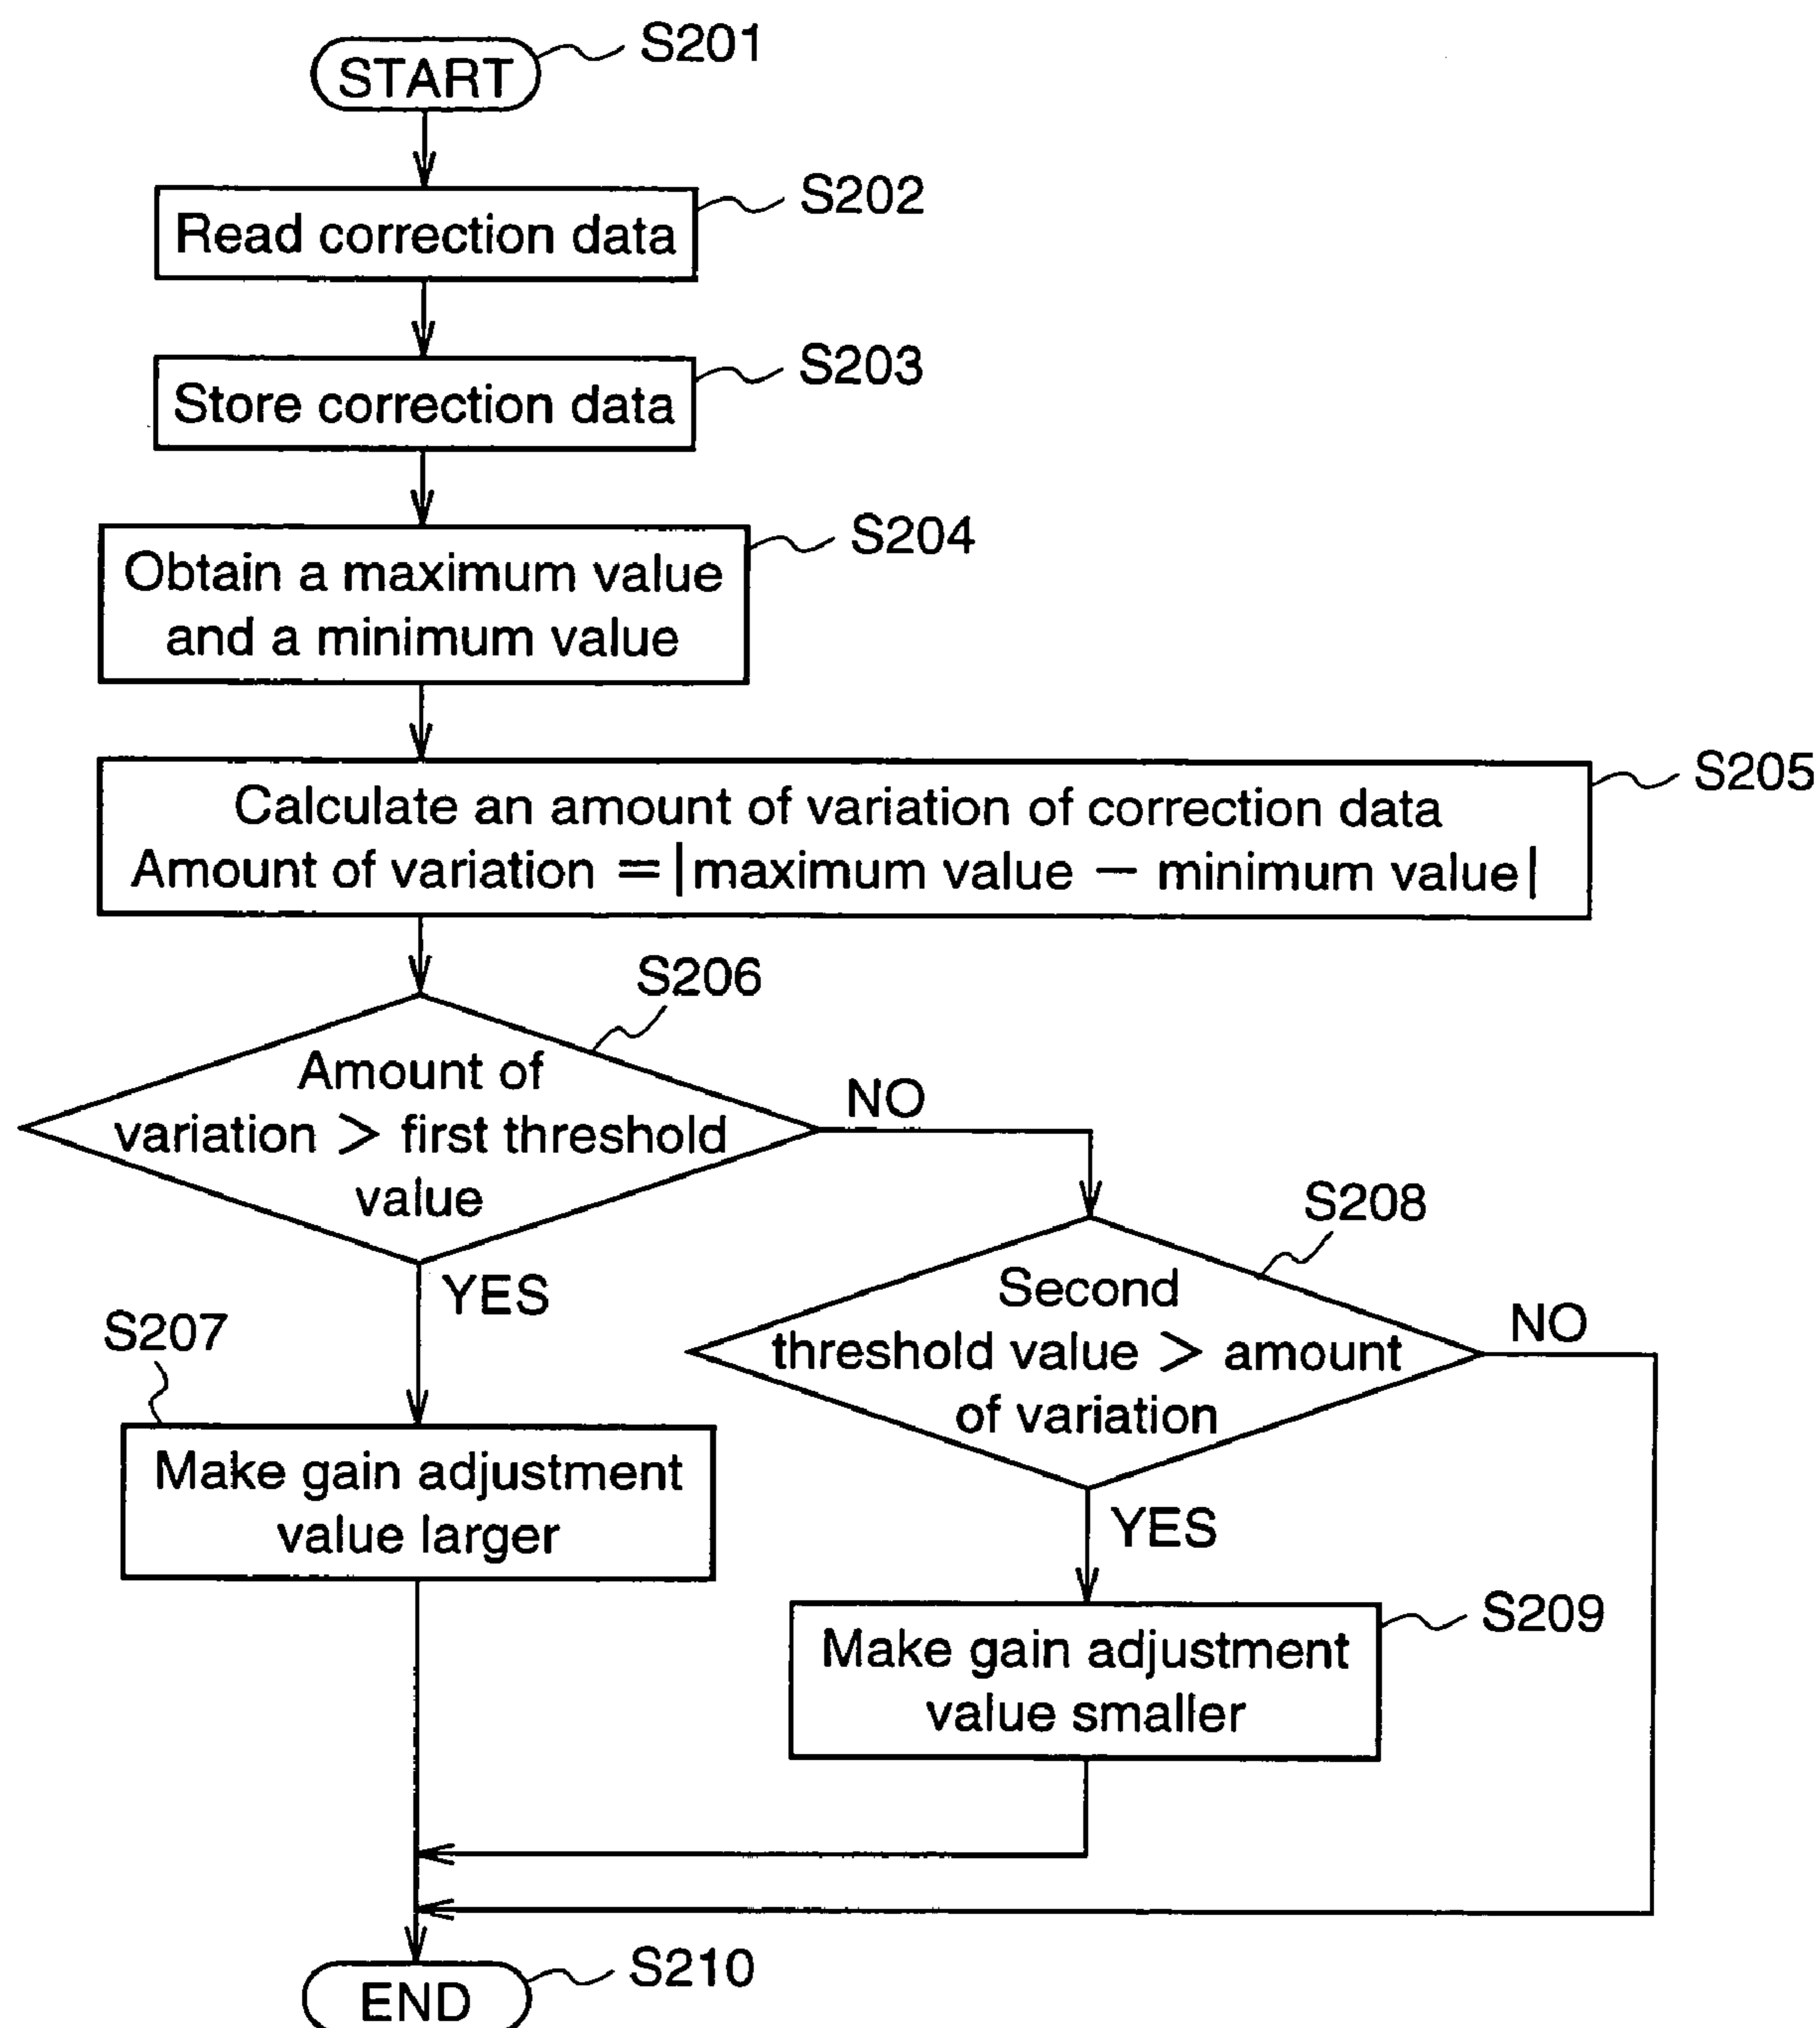 START
S201
Read correction data
S202
Store correction data
S203
Obtain a maximum value
and a minimum value
S204
Calculate an amount of variation of correction data
Amount of variation = |maximum value − minimum value|
S205
S206
Amount of
variation > first threshold
value
NO
YES
S208
Second
threshold value > amount
of variation
NO
YES
S207
Make gain adjustment
value larger
S209
Make gain adjustment
value smaller
END
S210